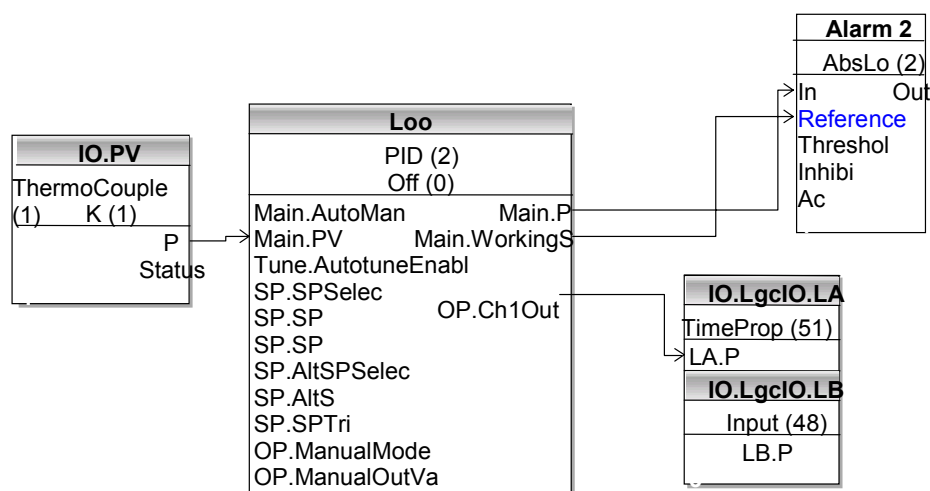 IO.PV
ThermoCouple
(1) K (1)
P
Status
Loo
PID (2)
Off (0)
Main.AutoMan Main.P
Main.PV Main.WorkingS
Tune.AutotuneEnabl
SP.SPSelec
SP.SP OP.Ch1Out
SP.SP
SP.AltSPSelec
SP.AltS
SP.SPTri
OP.ManualMode
OP.ManualOutVa
Alarm 2
AbsLo (2)
In Out
Reference
Threshol
Inhibi
Ac
IO.LgcIO.LA
TimeProp (51)
LA.P
IO.LgcIO.LB
Input (48)
LB.P